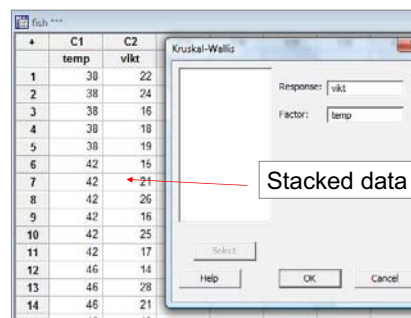 fish ***
+ C1 C2
temp vikt
1 38 22
2 38 24
3 38 16
4 38 18
5 38 19
6 42 15
7 42 21
8 42 26
9 42 16
10 42 25
11 42 17
12 46 14
13 46 28
14 46 21
Kruskal-Wallis
Response: vikt
Factor: temp
Stacked data
Select
Help OK Cancel